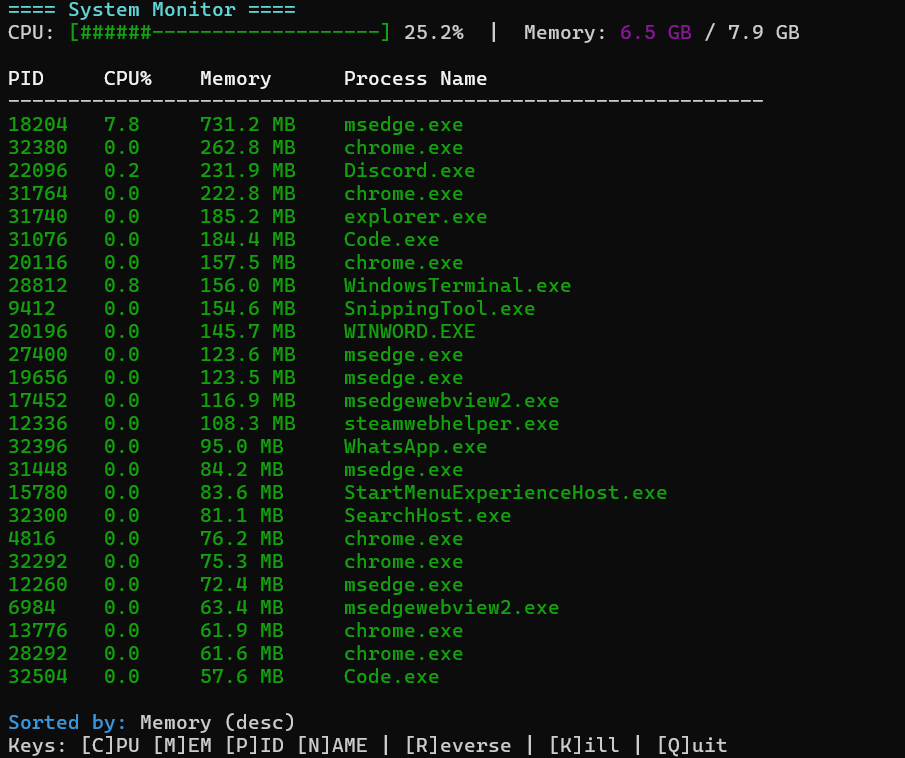 ==== System Monitor ====
CPU: [######-------------------] 25.2%  |  Memory: 6.5 GB / 7.9 GB
PID     CPU%    Memory      Process Name
---------------------------------------------------------------
18204   7.8     731.2 MB    msedge.exe
32380   0.0     262.8 MB    chrome.exe
22096   0.2     231.9 MB    Discord.exe
31764   0.0     222.8 MB    chrome.exe
31740   0.0     185.2 MB    explorer.exe
31076   0.0     184.4 MB    Code.exe
20116   0.0     157.5 MB    chrome.exe
28812   0.8     156.0 MB    WindowsTerminal.exe
9412    0.0     154.6 MB    SnippingTool.exe
20196   0.0     145.7 MB    WINWORD.EXE
27400   0.0     123.6 MB    msedge.exe
19656   0.0     123.5 MB    msedge.exe
17452   0.0     116.9 MB    msedgewebview2.exe
12336   0.0     108.3 MB    steamwebhelper.exe
32396   0.0     95.0 MB     WhatsApp.exe
31448   0.0     84.2 MB     msedge.exe
15780   0.0     83.6 MB     StartMenuExperienceHost.exe
32300   0.0     81.1 MB     SearchHost.exe
4816    0.0     76.2 MB     chrome.exe
32292   0.0     75.3 MB     chrome.exe
12260   0.0     72.4 MB     msedge.exe
6984    0.0     63.4 MB     msedgewebview2.exe
13776   0.0     61.9 MB     chrome.exe
28292   0.0     61.6 MB     chrome.exe
32504   0.0     57.6 MB     Code.exe
Sorted by: Memory (desc)
Keys: [C]PU [M]EM [P]ID [N]AME | [R]everse | [K]ill | [Q]uit